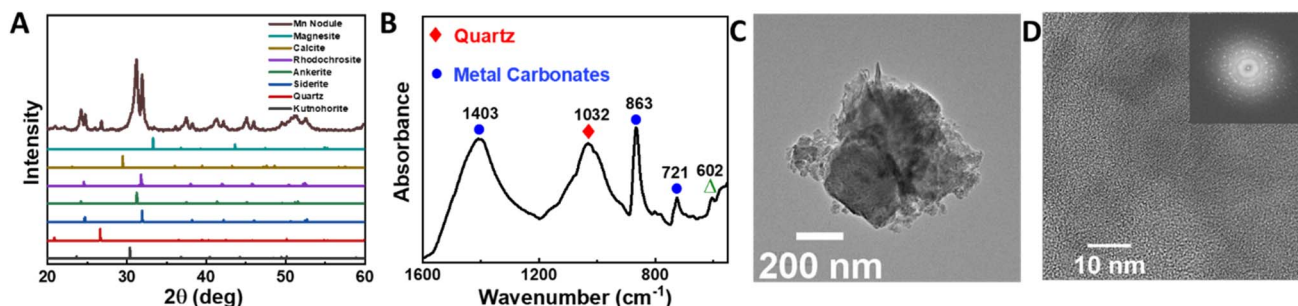 A
Mn Nodule
Magnesite
Calcite
Rhodochrosite
Ankerite
Siderite
Quartz
Kutnohorite
Intensity
20 30 40 50 60
2θ (deg)
B
Quartz
Metal Carbonates
1403
1032
863
721
602
Δ
Absorbance
1600 1200 800
Wavenumber (cm-1)
C
200 nm
D
10 nm